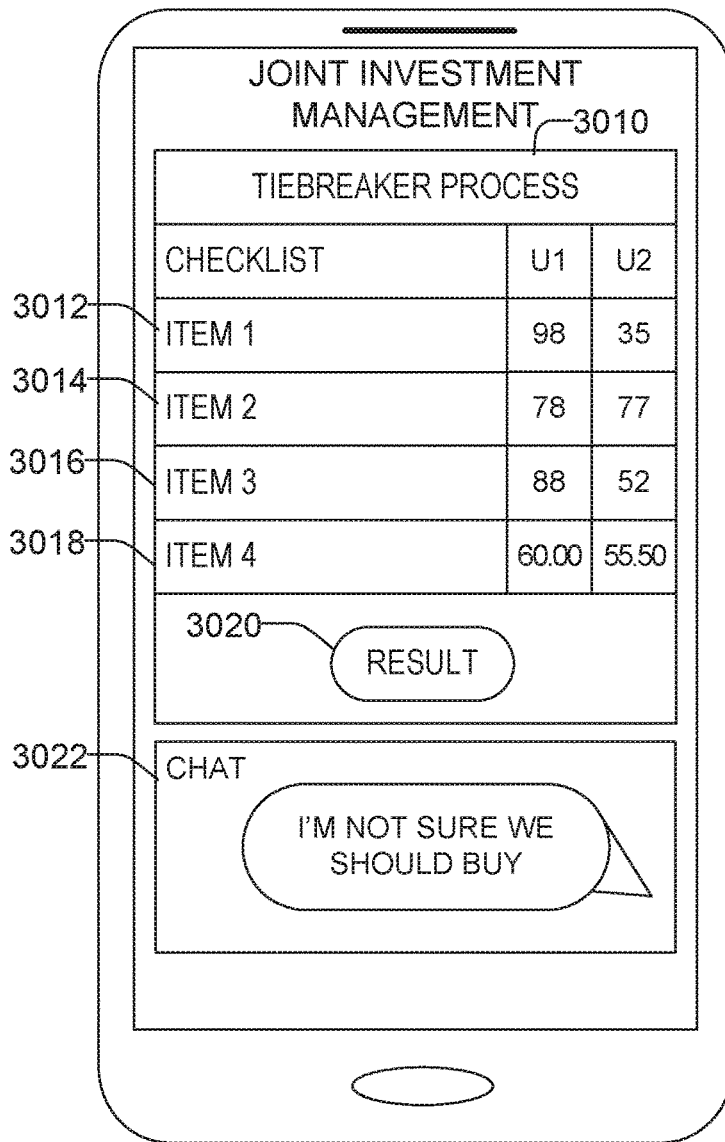 JOINT INVESTMENT
MANAGEMENT
3010
TIEBREAKER PROCESS
CHECKLIST U1 U2
3012 ITEM 1 98 35
3014 ITEM 2 78 77
3016 ITEM 3 88 52
3018 ITEM 4 60.00 55.50
3020 RESULT
3022 CHAT
I'M NOT SURE WE
SHOULD BUY